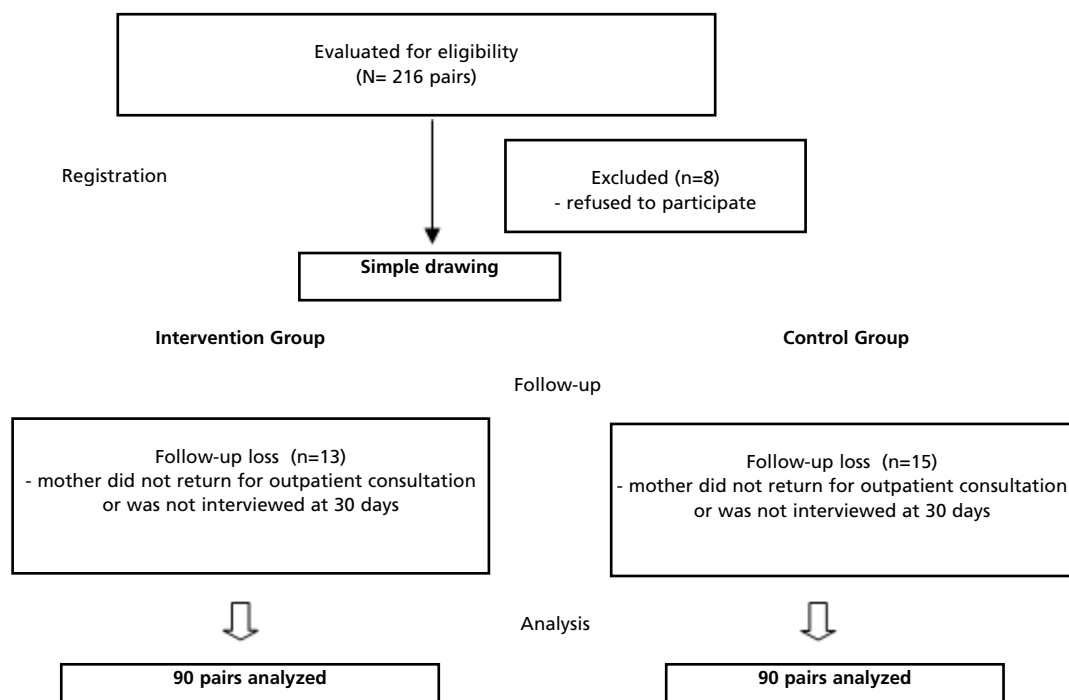 Evaluated for eligibility
(N= 216 pairs)
Registration
Excluded (n=8)
- refused to participate
Simple drawing
Intervention Group
Control Group
Follow-up
Follow-up loss (n=13)
- mother did not return for outpatient consultation
or was not interviewed at 30 days
Follow-up loss (n=15)
- mother did not return for outpatient consultation
or was not interviewed at 30 days
Analysis
90 pairs analyzed
90 pairs analyzed